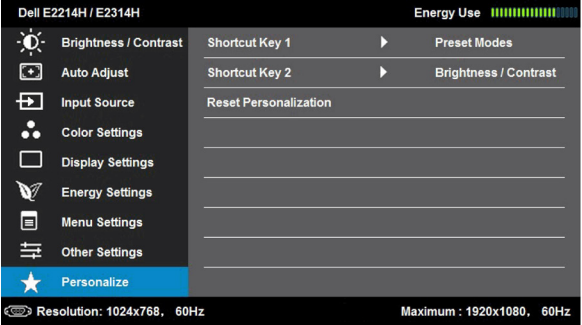 Dell E2214H / E2314H
Energy Use
Brightness / Contrast
Shortcut Key 1
Preset Modes
Auto Adjust
Shortcut Key 2
Brightness / Contrast
Input Source
Reset Personalization
Color Settings
Display Settings
Energy Settings
Menu Settings
Other Settings
Personalize
Resolution: 1024x768, 60Hz
Maximum : 1920x1080, 60Hz